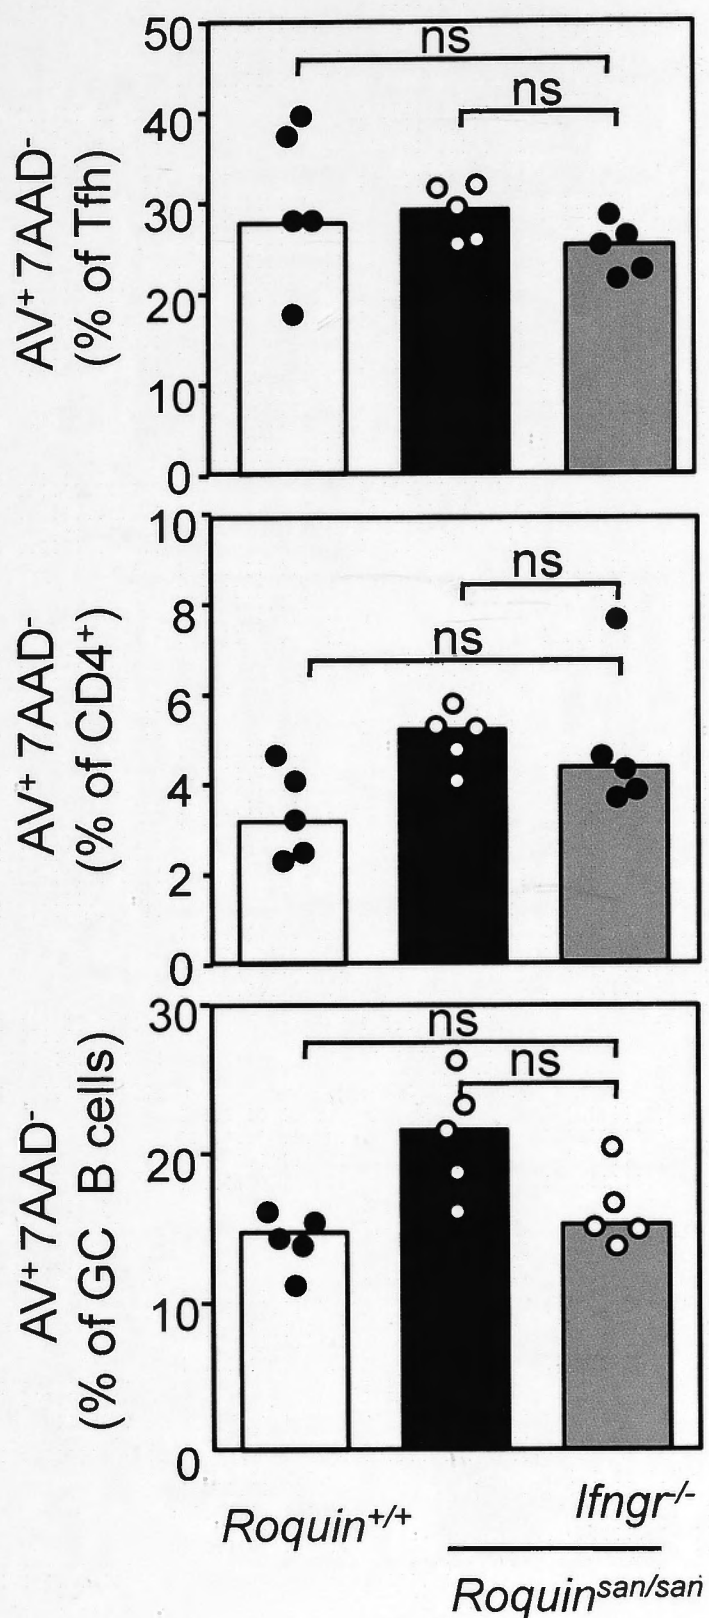 AV⁺ 7AAD⁻
(% of Tfh)
50
40
30
20
10
0
ns
ns
AV⁺ 7AAD⁻
(% of CD4⁺)
10
8
6
4
2
0
ns
ns
AV⁺ 7AAD⁻
(% of GC B cells)
30
20
10
0
ns
ns
Roquin⁺/⁺
Ifngr⁻/⁻
Roquinsan/san